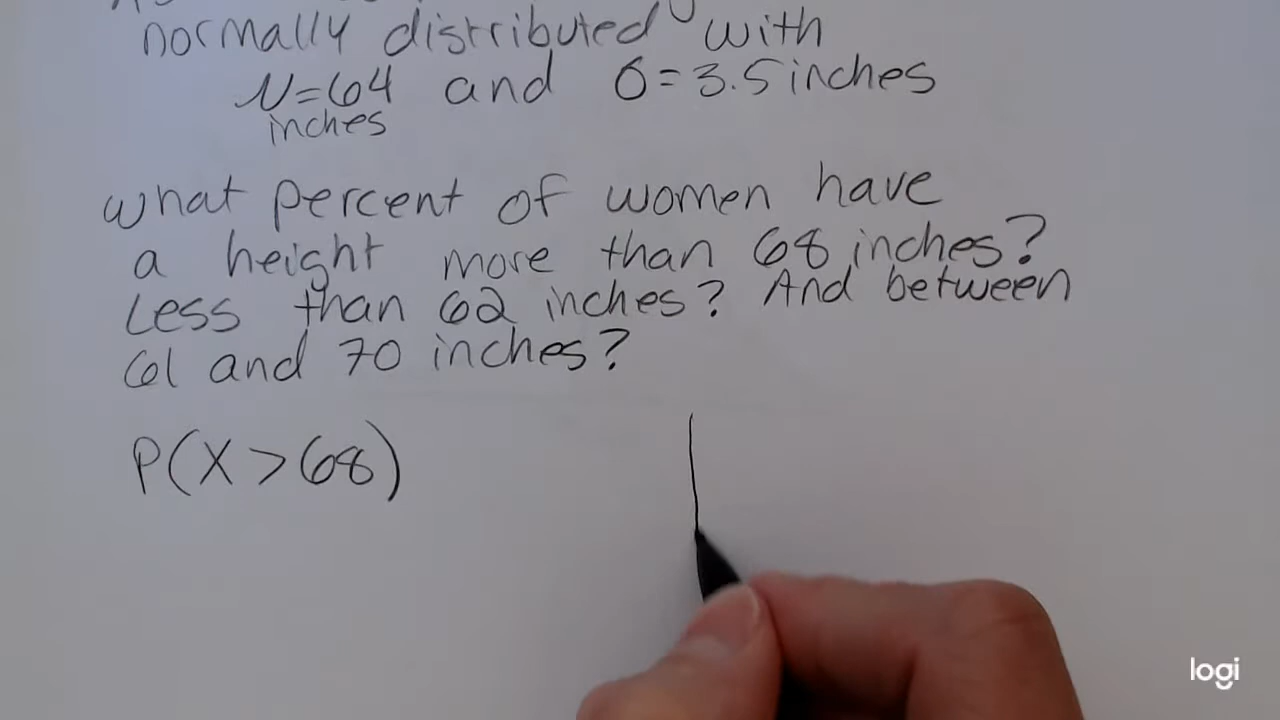 normally distributed with
μ=64 and σ=3.5 inches
inches
what percent of women have
a height more than 68 inches?
Less than 62 inches? And between
61 and 70 inches?
P(X>68)
logi